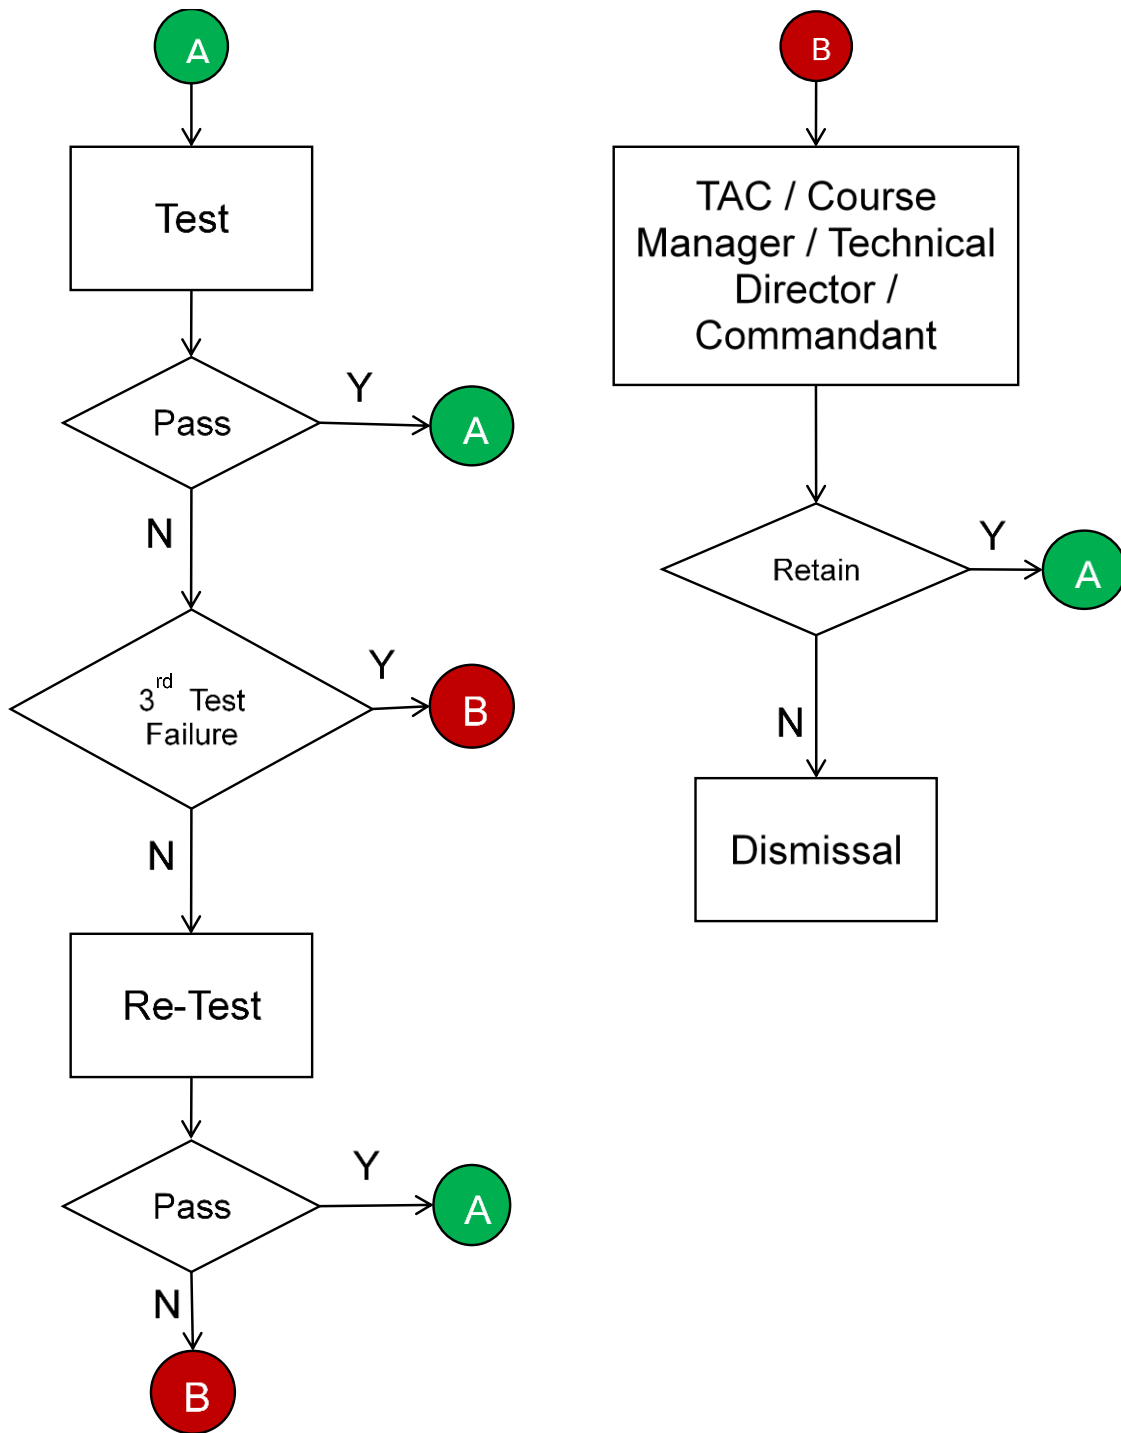 A
Test
Pass
Y
A
N
3rd Test
Failure
Y
B
N
Re-Test
Pass
Y
A
N
B
B
TAC / Course
Manager / Technical
Director /
Commandant
Retain
Y
A
N
Dismissal